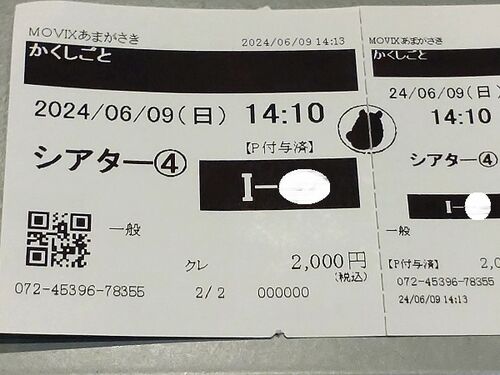 MOVIXあまがさき
2024/06/09 14:13
かくしごと
2024/06/09(日) 14:10
シアター④
【P付与済】
I-
一般
クレ
2,000円
(税込)
072-45396-78355
2/2
000000
MOVIXあまがさき
かくしごと
24/06/09(日)
14:10
シアター④
I-
一般
【P付与済】
2,0
072-45396-78355
24/06/09 14:13